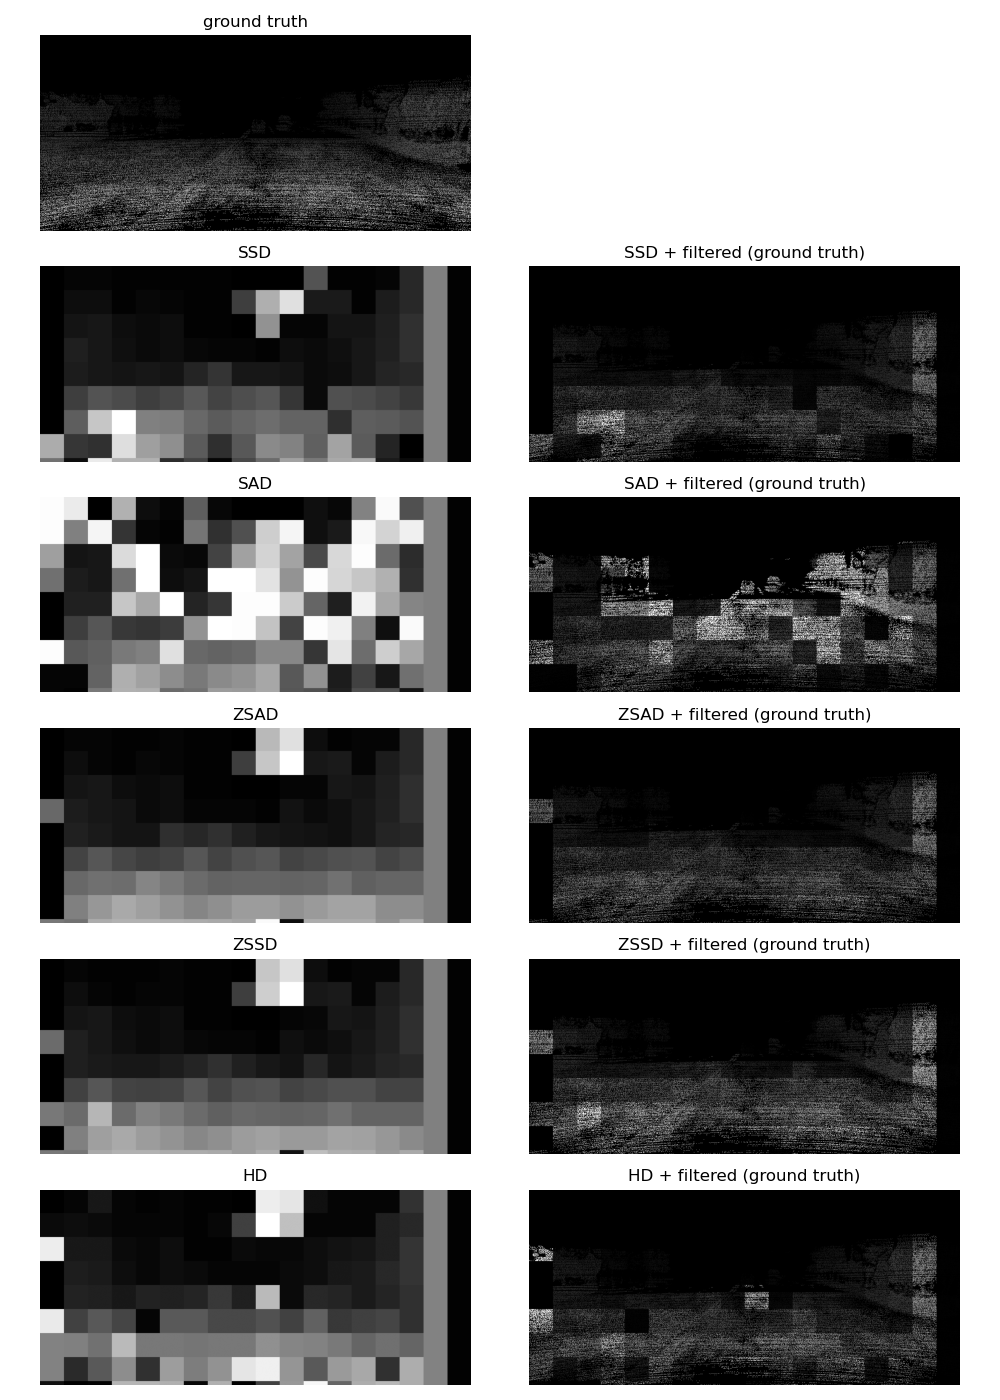 ground truth
SSD
SSD + filtered (ground truth)
SAD
SAD + filtered (ground truth)
ZSAD
ZSAD + filtered (ground truth)
ZSSD
ZSSD + filtered (ground truth)
HD
HD + filtered (ground truth)